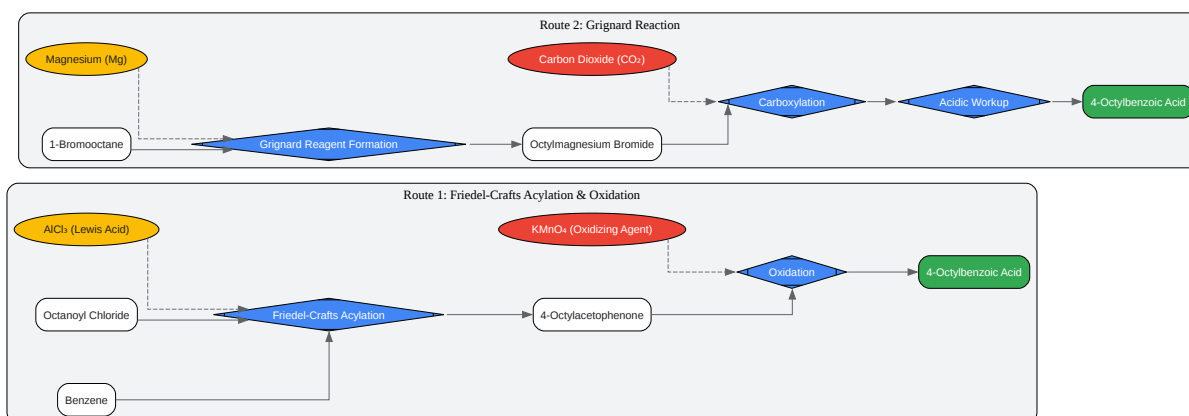 Route 2: Grignard Reaction
Magnesium (Mg)
Carbon Dioxide (CO₂)
Carboxylation
Acidic Workup
4-Octylbenzoic Acid
1-Bromooctane
Grignard Reagent Formation
Octylmagnesium Bromide
Route 1: Friedel-Crafts Acylation & Oxidation
AlCl₃ (Lewis Acid)
KMnO₄ (Oxidizing Agent)
Oxidation
4-Octylbenzoic Acid
Octanoyl Chloride
Friedel-Crafts Acylation
4-Octylacetophenone
Benzene